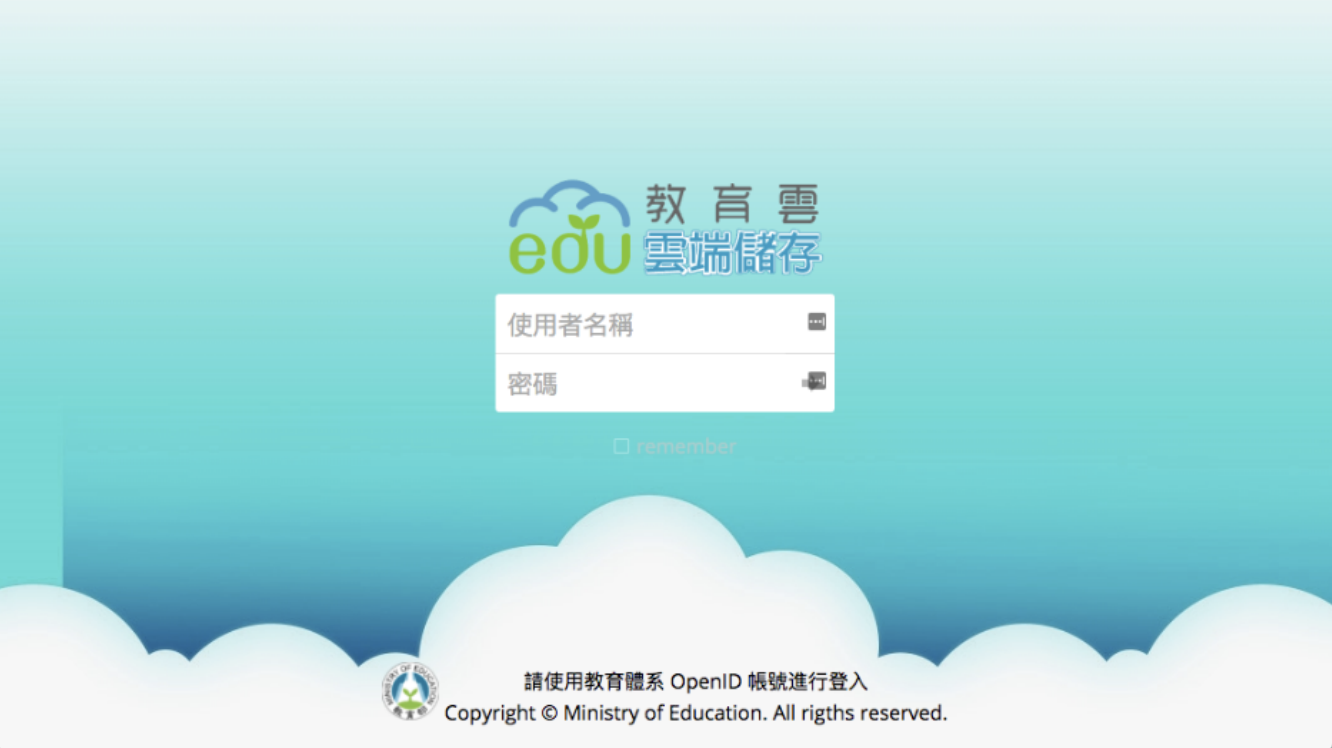 教育雲
edu 雲端儲存
使用者名稱
密碼
remember
請使用教育體系 OpenID 帳號進行登入
Copyright © Ministry of Education. All rigths reserved.
MINISTRY OF EDUCATION
教育部